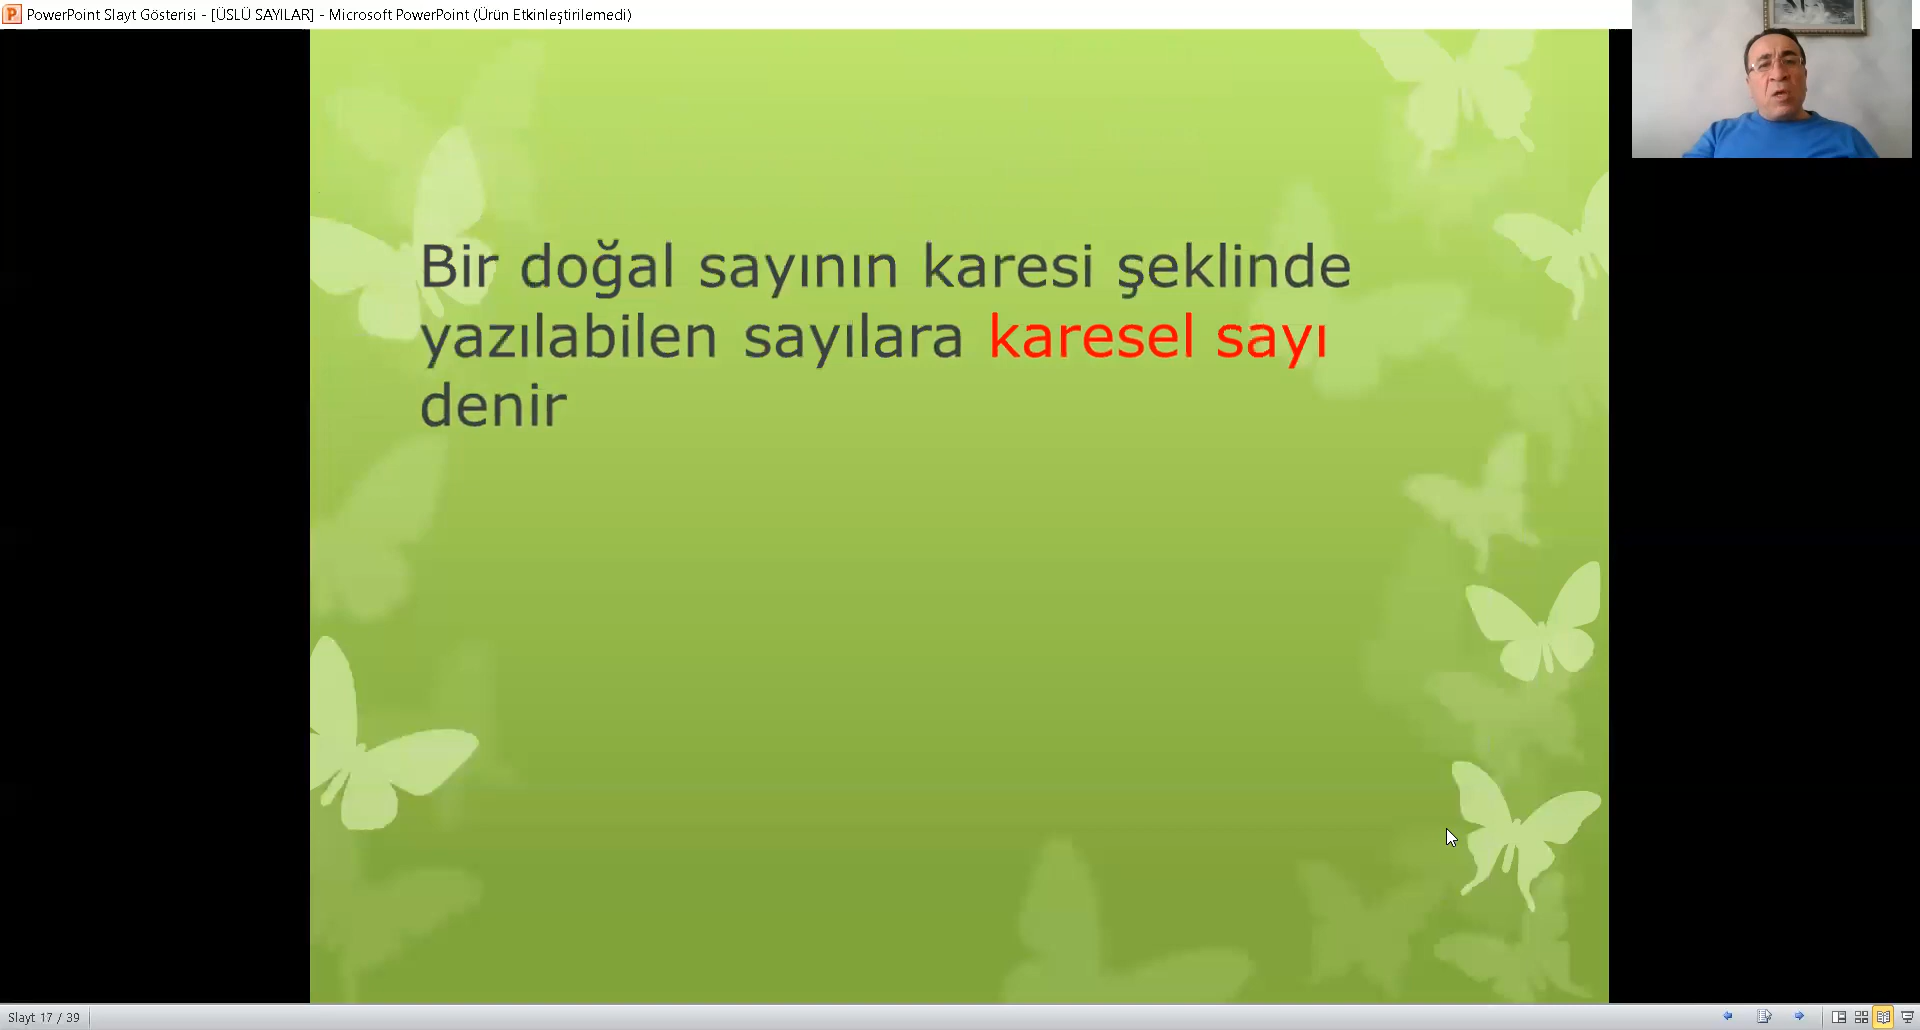 PowerPoint Slayt Gösterisi - [ÜSLÜ SAYILAR] - Microsoft PowerPoint (Ürün Etkinleştirilemedi)
Bir doğal sayının karesi şeklinde
yazılabilen sayılara karesel sayı
denir
Slayt 17 / 39